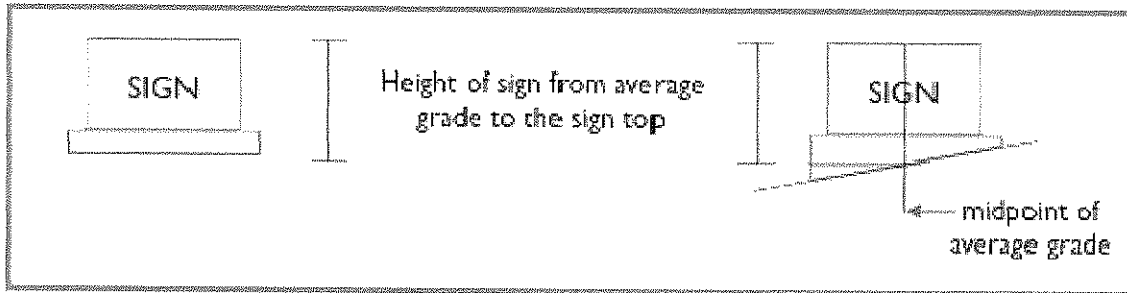 SIGN
Height of sign from average
grade to the sign top
SIGN
midpoint of
average grade